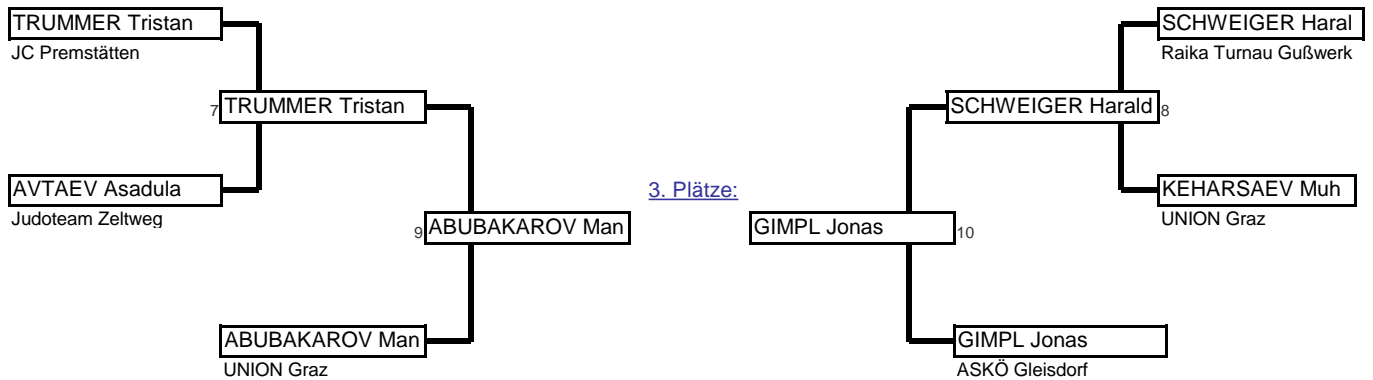 TRUMMER Tristan
JC Premstätten
7 TRUMMER Tristan
AVTAEV Asadula
Judoteam Zeltweg
9 ABUBAKAROV Man
ABUBAKAROV Man
UNION Graz
3. Plätze:
SCHWEIGER Haral
Raika Turnau Gußwerk
SCHWEIGER Harald 8
KEHARSAEV Muh
UNION Graz
GIMPL Jonas 10
GIMPL Jonas
ASKÖ Gleisdorf